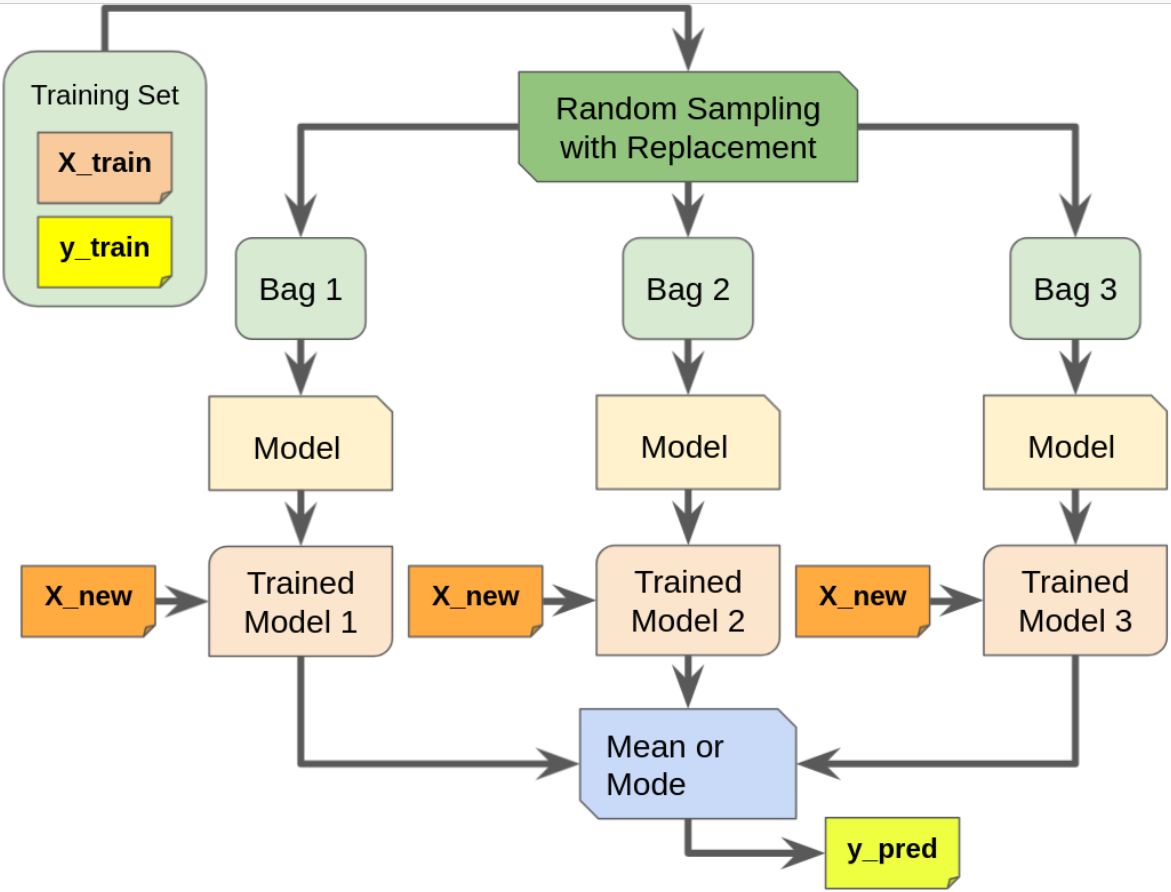 Training Set
X_train
y_train
Random Sampling
with Replacement
Bag 1
Bag 2
Bag 3
Model
Model
Model
X_new
Trained
Model 1
X_new
Trained
Model 2
X_new
Trained
Model 3
Mean or
Mode
y_pred